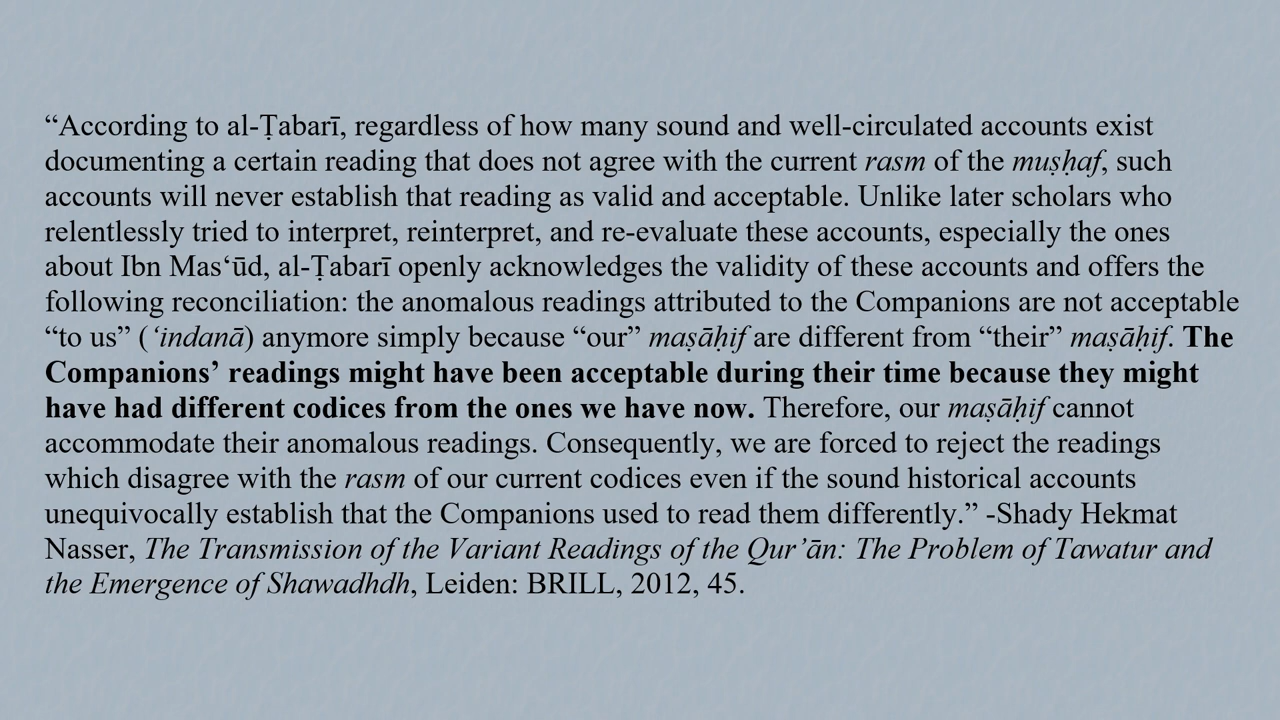 “According to al-Ṭabarī, regardless of how many sound and well-circulated accounts exist
documenting a certain reading that does not agree with the current rasm of the muṣḥaf, such
accounts will never establish that reading as valid and acceptable. Unlike later scholars who
relentlessly tried to interpret, reinterpret, and re-evaluate these accounts, especially the ones
about Ibn Mas‘ūd, al-Ṭabarī openly acknowledges the validity of these accounts and offers the
following reconciliation: the anomalous readings attributed to the Companions are not acceptable
“to us” (‘indanā) anymore simply because “our” maṣāḥif are different from “their” maṣāḥif. The
Companions’ readings might have been acceptable during their time because they might
have had different codices from the ones we have now. Therefore, our maṣāḥif cannot
accommodate their anomalous readings. Consequently, we are forced to reject the readings
which disagree with the rasm of our current codices even if the sound historical accounts
unequivocally establish that the Companions used to read them differently.” -Shady Hekmat
Nasser, The Transmission of the Variant Readings of the Qur’ān: The Problem of Tawatur and
the Emergence of Shawadhdh, Leiden: BRILL, 2012, 45.